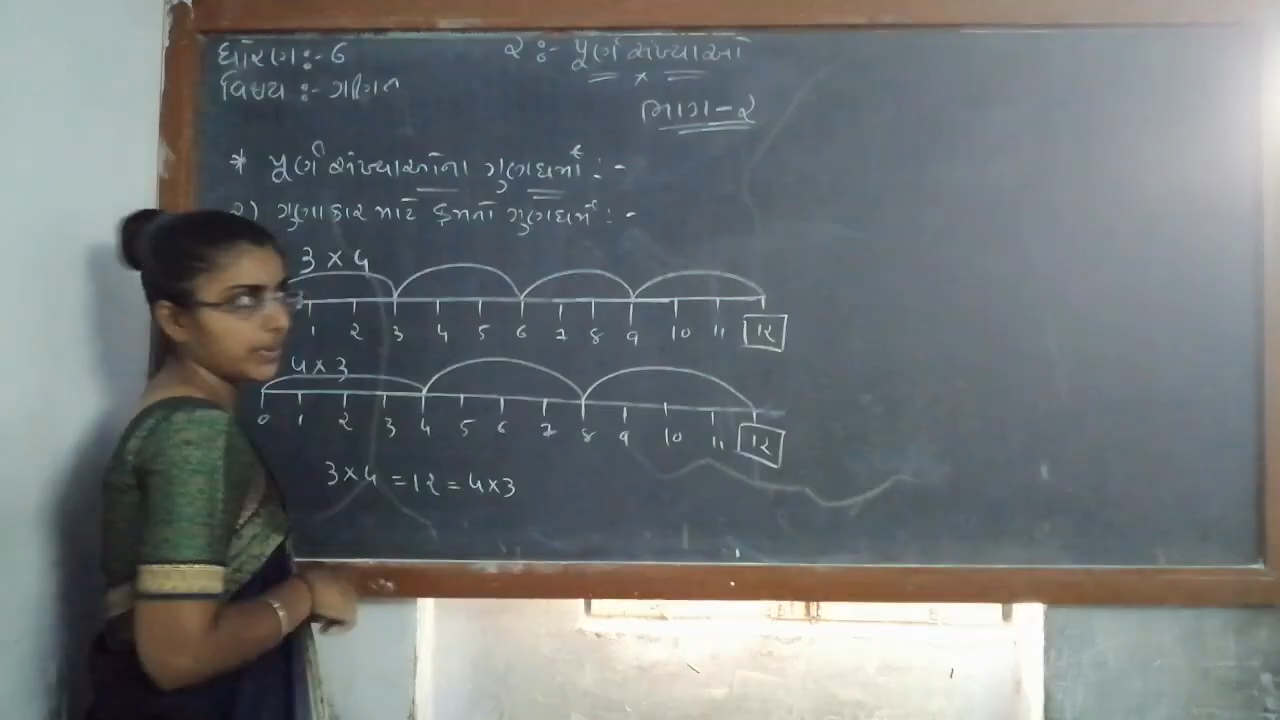 ધોરણ :- 6
૨ :- પૂર્ણ સંખ્યાઓ
વિષય :- ગણિત
ભાગ - ૨
* પૂર્ણ સંખ્યાઓના ગુણધર્મો :-
૨) ગુણાકાર માટે ક્રમનો ગુણધર્મ :-
3 × 4
1 2 3 4 5 6 7 8 9 10 11 12
4 × 3
0 1 2 3 4 5 6 7 8 9 10 11 12
3 × 4 = 12 = 4 × 3